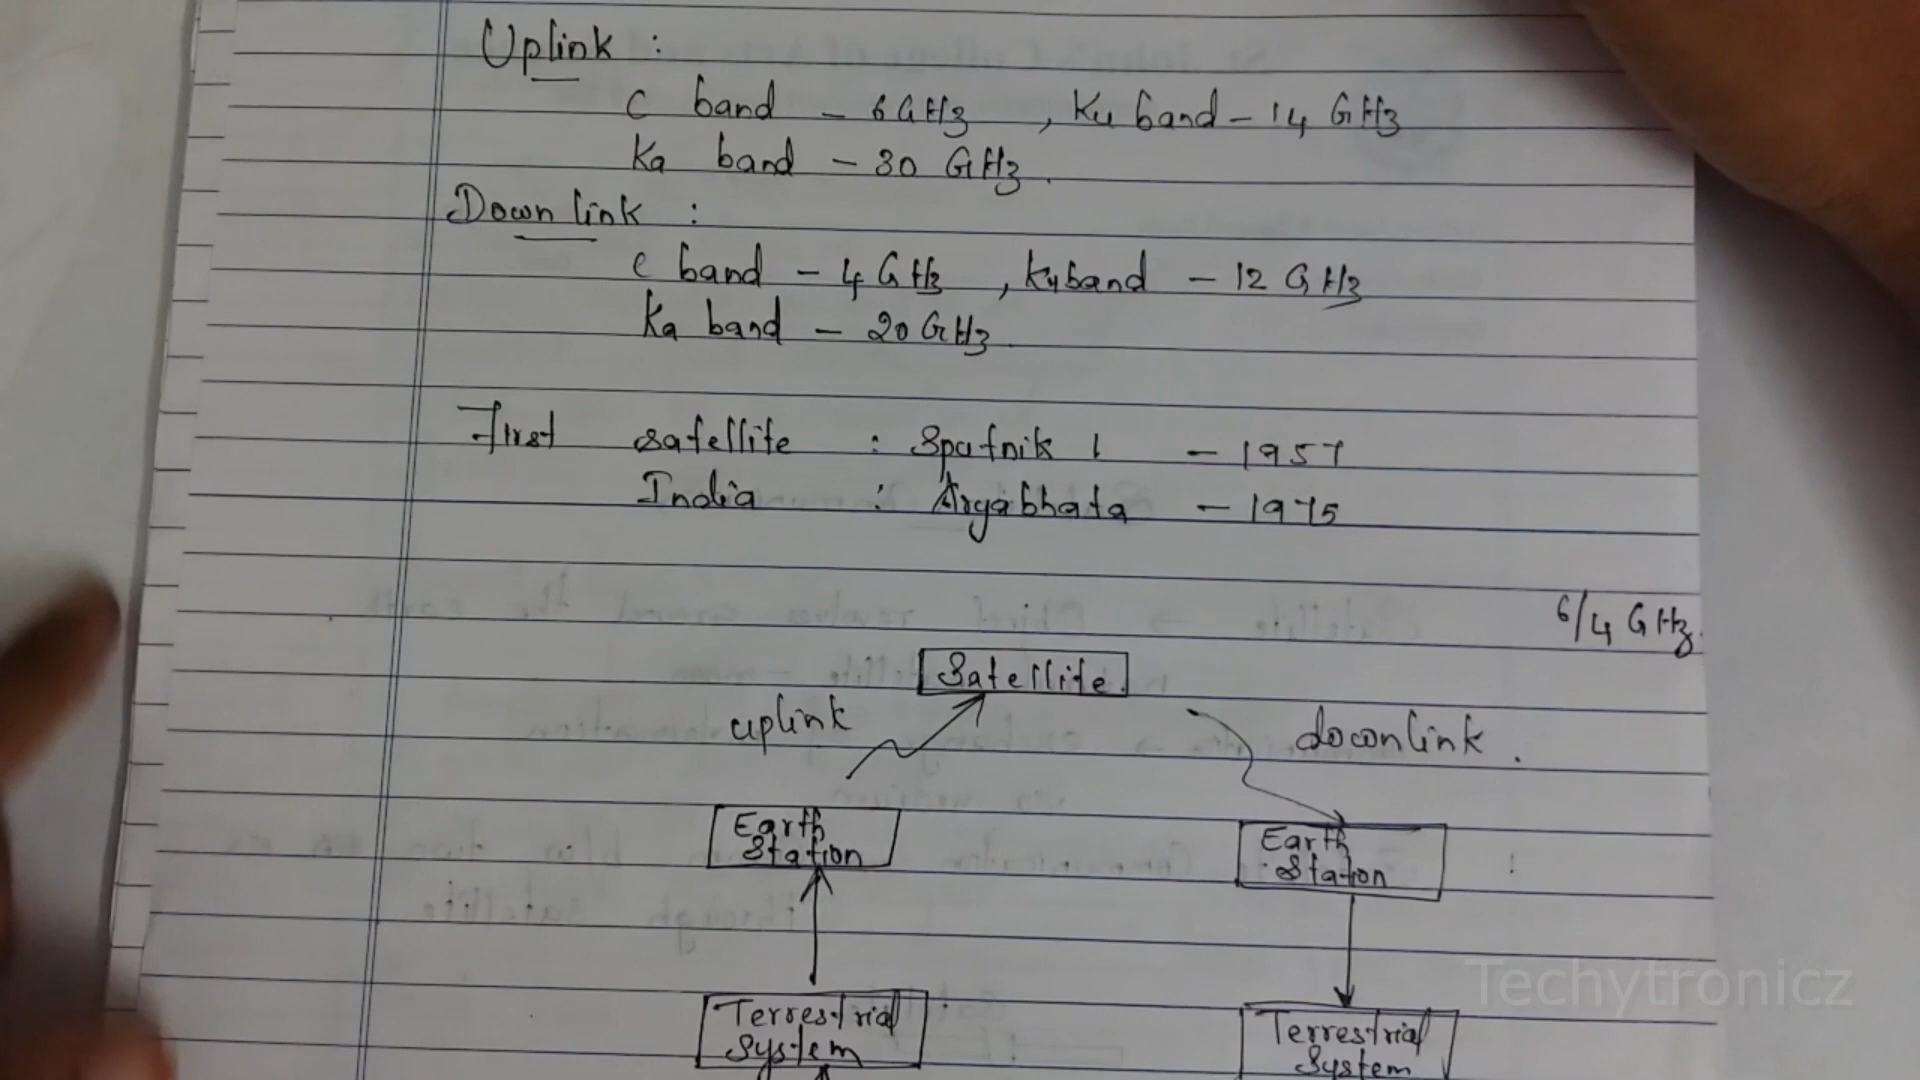 Uplink :
C band - 6 GHz , Ku band - 14 GHz
Ka band - 30 GHz.
Down link :
C band - 4 GHz , Ku band - 12 GHz
Ka band - 20 GHz.
First satellite : Sputnik 1 - 1957
India : Aryabhata - 1975
6/4 GHz.
Satellite.
uplink
downlink.
Earth Station
Earth Station
Terrestrial System
Terrestrial System
Techytronicz